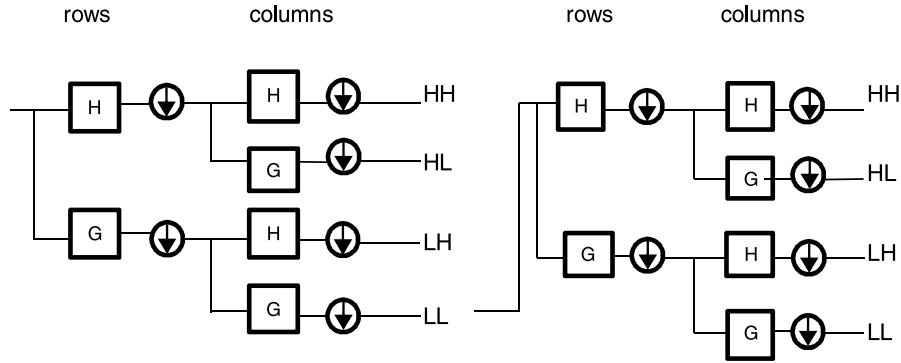 rows columns rows columns
H H HH H H HH
G HL G HL
G H LH G H LH
G LL G LL